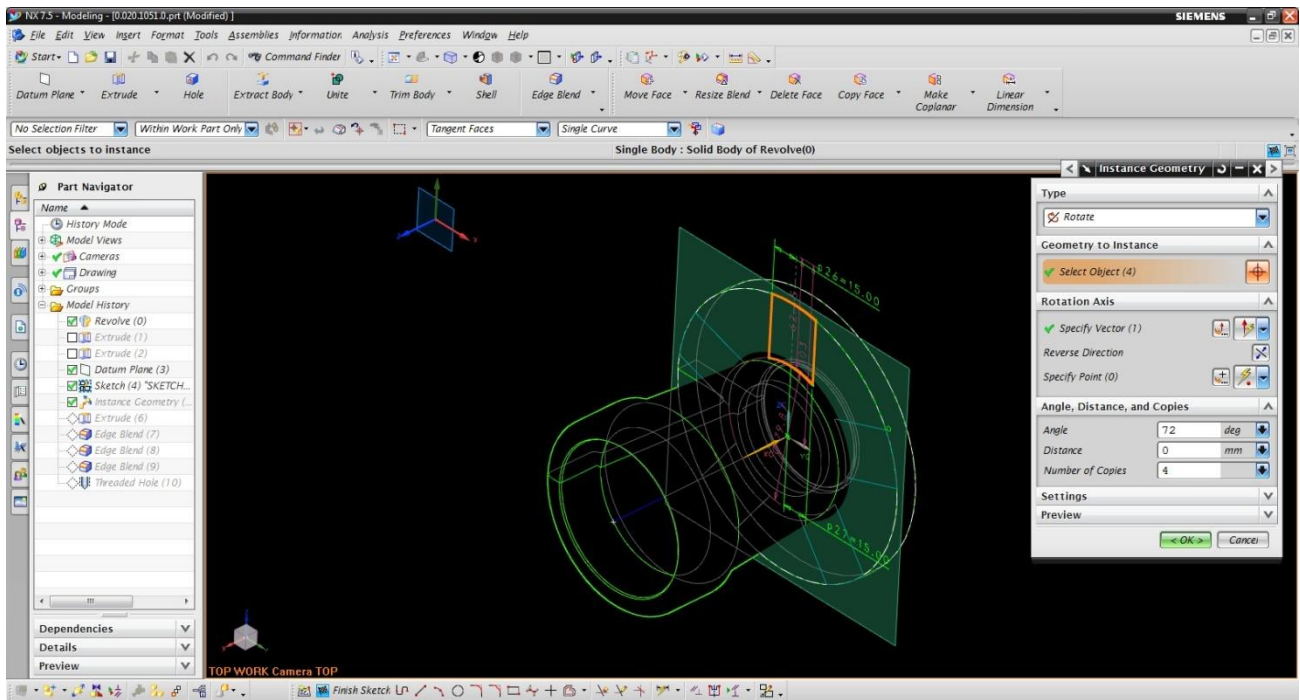 NX 7.5 - Modeling - [0.020.1051.0.prt (Modified) ]
SIEMENS
File Edit View Insert Format Tools Assemblies Information Analysis Preferences Window Help
Start Command Finder
Datum Plane Extrude Hole Extract Body Unite Trim Body Shell Edge Blend Move Face Resize Blend Delete Face Copy Face Make Coplanar Linear Dimension
No Selection Filter Within Work Part Only Tangent Faces Single Curve
Select objects to instance Single Body : Solid Body of Revolve(0)
Part Navigator
Name
History Mode
Model Views
Cameras
Drawing
Groups
Model History
Revolve (0)
Extrude (1)
Extrude (2)
Datum Plane (3)
Sketch (4) "SKETCH...
Instance Geometry (...
Extrude (6)
Edge Blend (7)
Edge Blend (8)
Edge Blend (9)
Threaded Hole (10)
Dependencies
Details
Preview
p26=15.00
p27=15.00
TOP WORK Camera TOP
Instance Geometry
Type
Rotate
Geometry to Instance
Select Object (4)
Rotation Axis
Specify Vector (1)
Reverse Direction
Specify Point (0)
Angle, Distance, and Copies
Angle 72 deg
Distance 0 mm
Number of Copies 4
Settings
Preview
< OK > Cancel
Finish Sketch